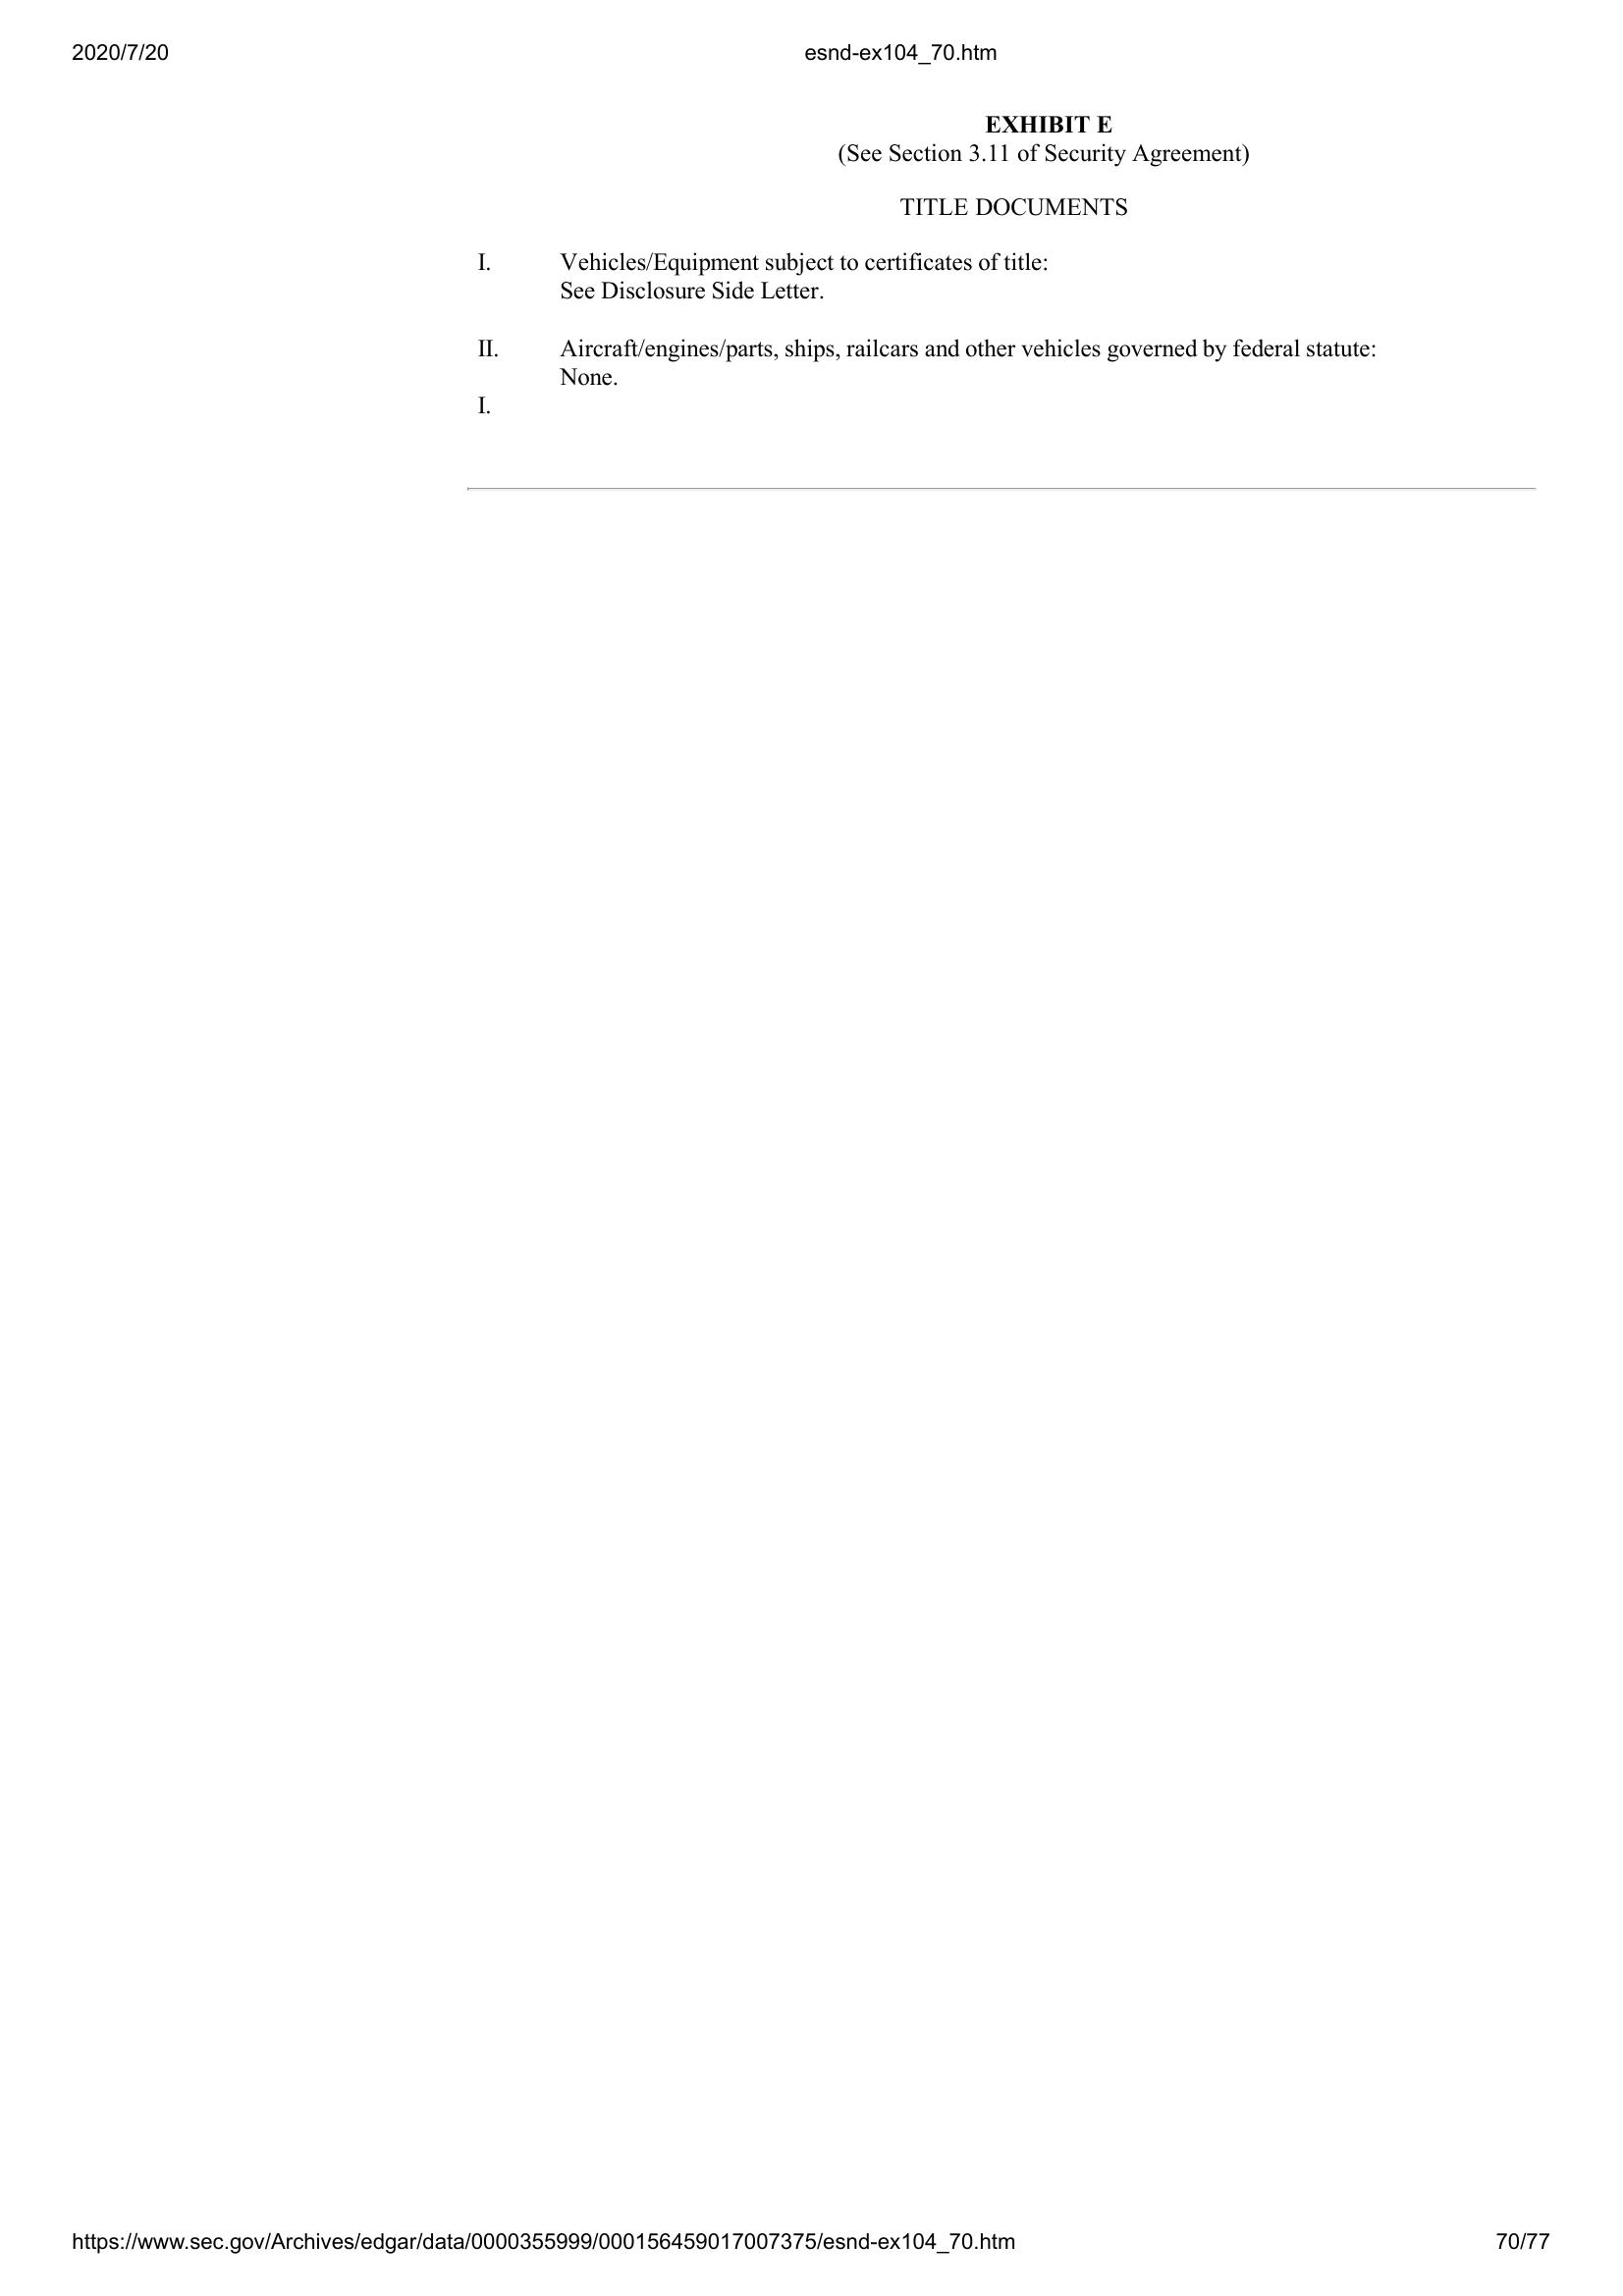 2020/7/20 esnd-ex104_70.htm
EXHIBIT E
(See Section 3.11 of Security Agreement)
TITLE DOCUMENTS
I. Vehicles/Equipment subject to certificates of title:
See Disclosure Side Letter.
II. Aircraft/engines/parts, ships, railcars and other vehicles governed by federal statute:
None.
I.
https://www.sec.gov/Archives/edgar/data/0000355999/000156459017007375/esnd-ex104_70.htm 70/77